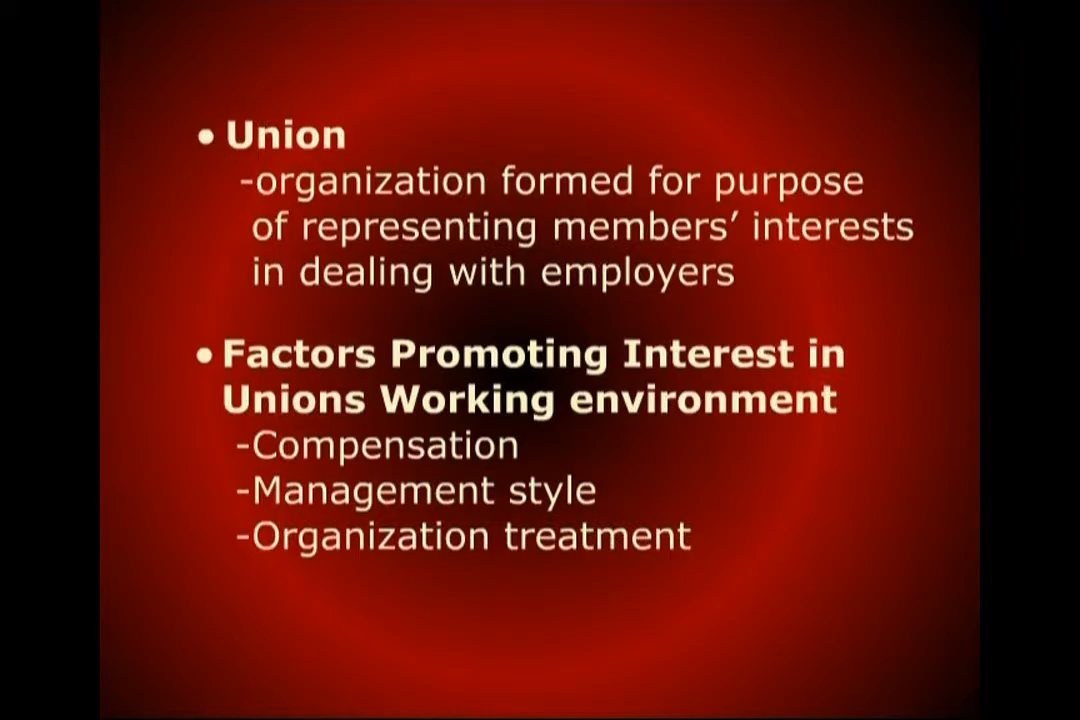 • Union
-organization formed for purpose
of representing members’ interests
in dealing with employers
• Factors Promoting Interest in
Unions Working environment
-Compensation
-Management style
-Organization treatment